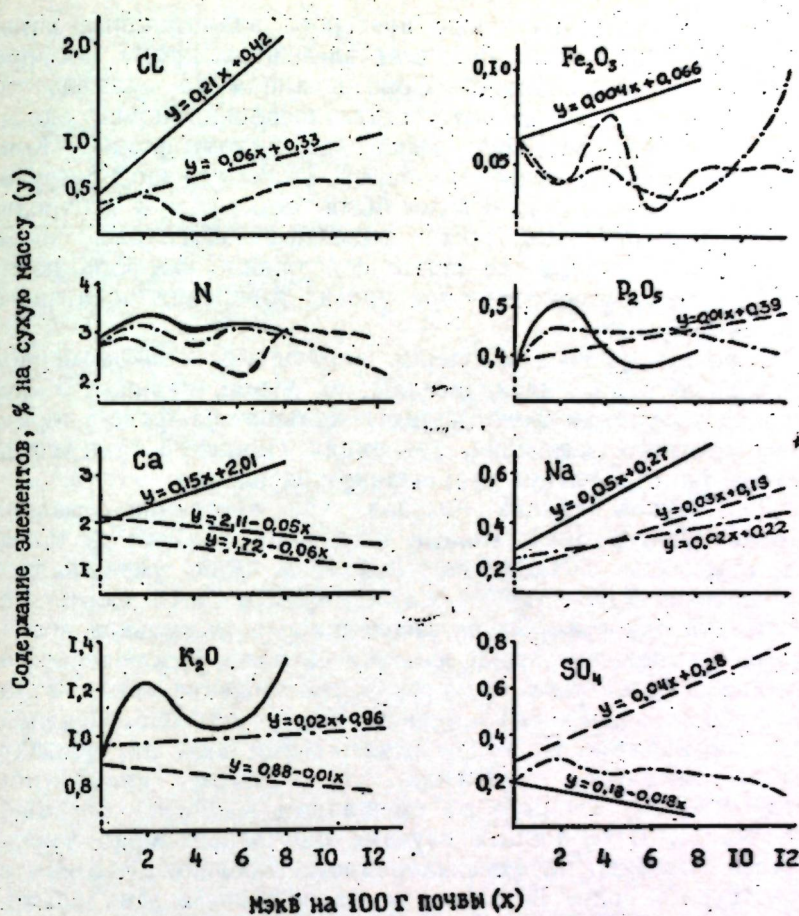 Содержание элементов, % на сухую массу (y)
Cl
2,0
1,0
0,5
y=0,21x+0,42
y=0,06x+0,33
Fe₂O₃
0,10
0,05
y=0,004x+0,066
N
4
3
2
P₂O₅
0,5
0,4
y=0,01x+0,39
Ca
3
2
I
y=0,15x+2,01
y=2,11-0,05x
y=1,72-0,06x
Na
0,6
0,4
0,2
y=0,05x+0,27
y=0,03x+0,19
y=0,02x+0,22
K₂O
I,4
I,2
I,0
0,8
y=0,02x+0,96
y=0,88-0,01x
2 4 6 8 10 12
SO₄
0,8
0,6
0,4
0,2
y=0,04x+0,28
y=0,18-0,018x
2 4 6 8 10 12
Мэкв на 100 г почвы (x)